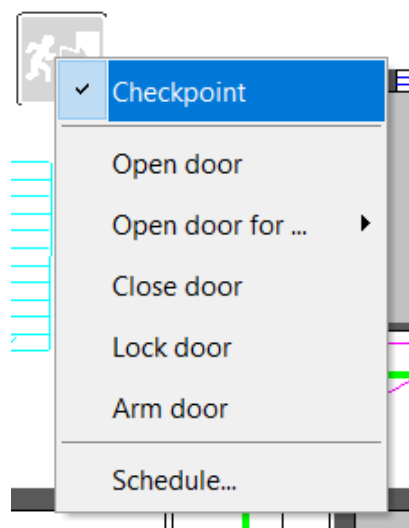 Checkpoint
Open door
Open door for ...
Close door
Lock door
Arm door
Schedule...